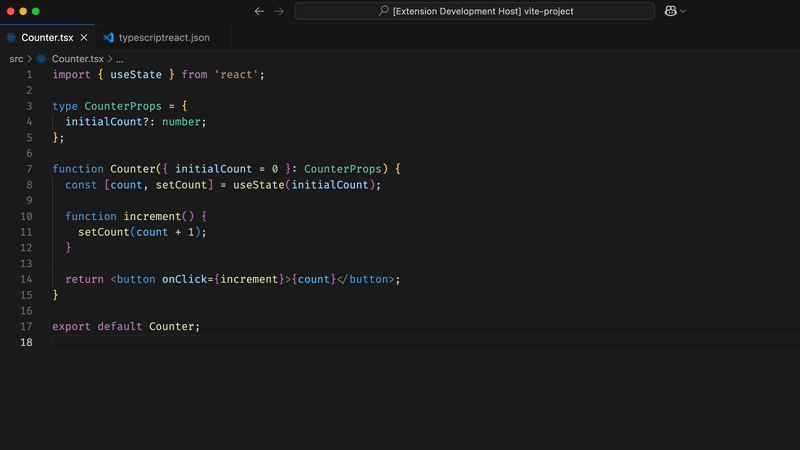 [Extension Development Host] vite-project
Counter.tsx typescriptreact.json
src > Counter.tsx > ...
1 import { useState } from 'react';
2
3 type CounterProps = {
4   initialCount?: number;
5 };
6
7 function Counter({ initialCount = 0 }: CounterProps) {
8   const [count, setCount] = useState(initialCount);
9
10   function increment() {
11     setCount(count + 1);
12   }
13
14   return <button onClick={increment}>{count}</button>;
15 }
16
17 export default Counter;
18